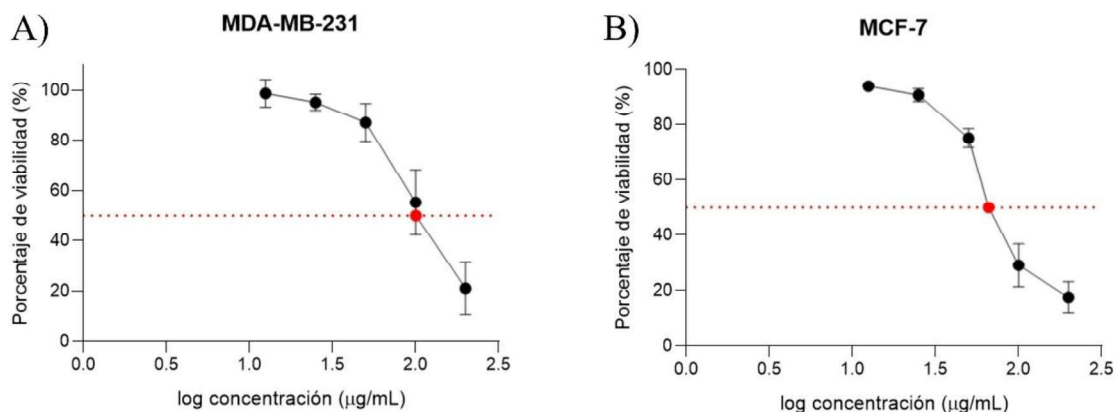 A)
MDA-MB-231
Porcentaje de viabilidad (%)
100
80
60
40
20
0
0.0 0.5 1.0 1.5 2.0 2.5
log concentración (µg/mL)
B)
MCF-7
Porcentaje de viabilidad (%)
100
80
60
40
20
0
0.0 0.5 1.0 1.5 2.0 2.5
log concentración (µg/mL)